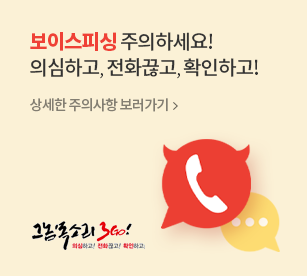 보이스피싱 주의하세요!
의심하고, 전화끊고, 확인하고!
상세한 주의사항 보러가기 >
그놈목소리 3GO!
의심하고! 전화끊고! 확인하고!